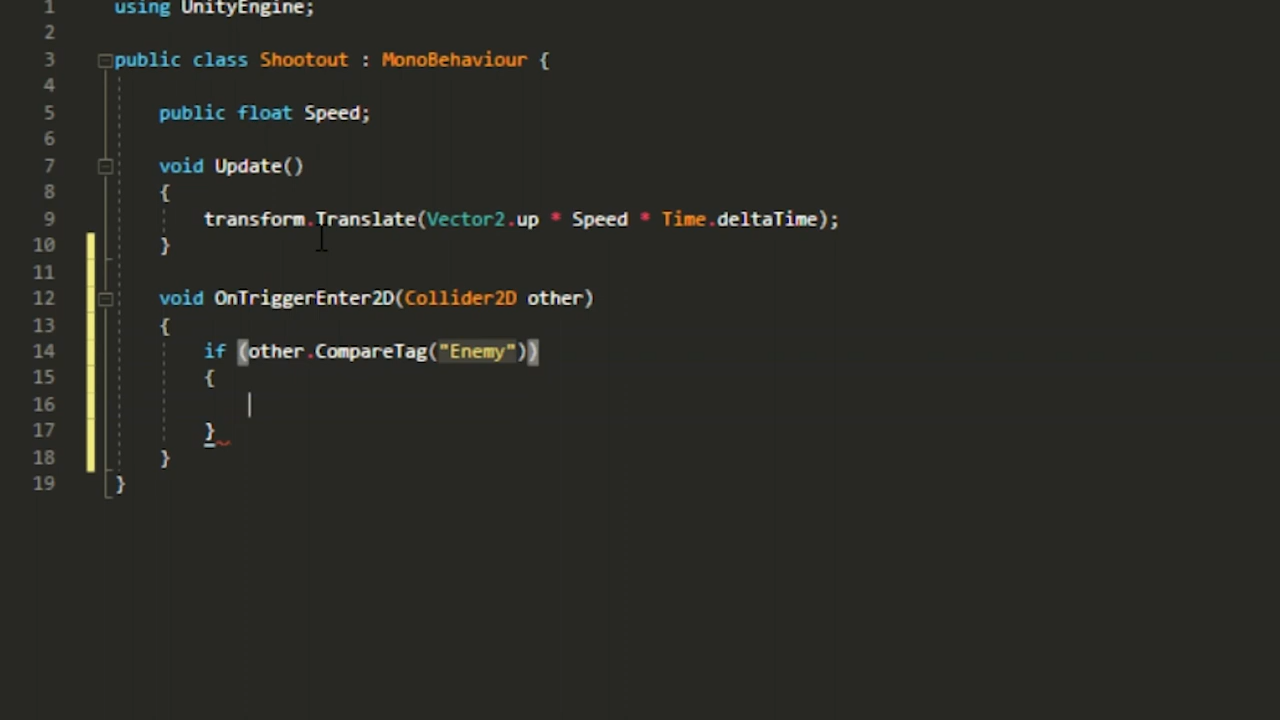 1 using UnityEngine;
2
3 public class Shootout : MonoBehaviour {
4
5 public float Speed;
6
7 void Update()
8 {
9 transform.Translate(Vector2.up * Speed * Time.deltaTime);
10 }
11
12 void OnTriggerEnter2D(Collider2D other)
13 {
14 if (other.CompareTag("Enemy"))
15 {
16
17 }
18 }
19 }